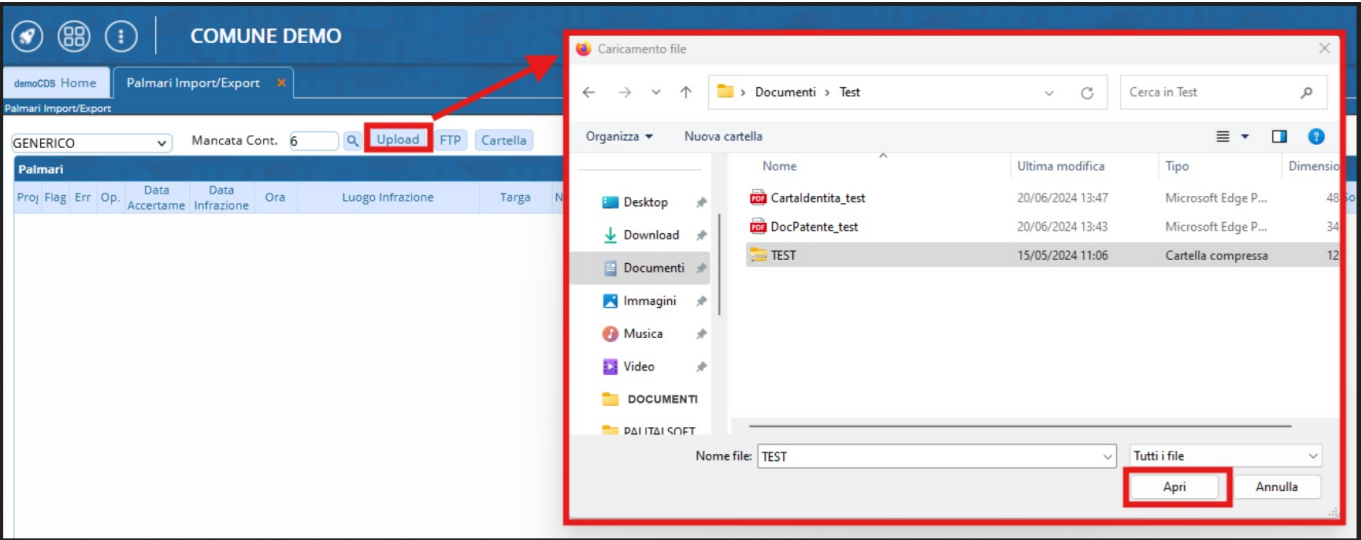 COMUNE DEMO
demoCDS Home
Palmari Import/Export
Palmari Import/Export
GENERICO
Mancata Cont. 6
Upload
FTP
Cartella
Palmari
Flag Err Op. Data Accertame Data Infrazione Ora Luogo Infrazione Targa N
Caricamento file
Documenti Test
Cerca in Test
Organizza
Nuova cartella
Nome Ultima modifica Tipo Dimensio
CartaIdentita_test 20/06/2024 13:47 Microsoft Edge P... 48
DocPatente_test 20/06/2024 13:43 Microsoft Edge P... 34
TEST 15/05/2024 11:06 Cartella compressa 12
Desktop
Download
Documenti
Immagini
Musica
Video
DOCUMENTI
PALITALSOFT
Nome file: TEST
Tutti i file
Apri
Annulla